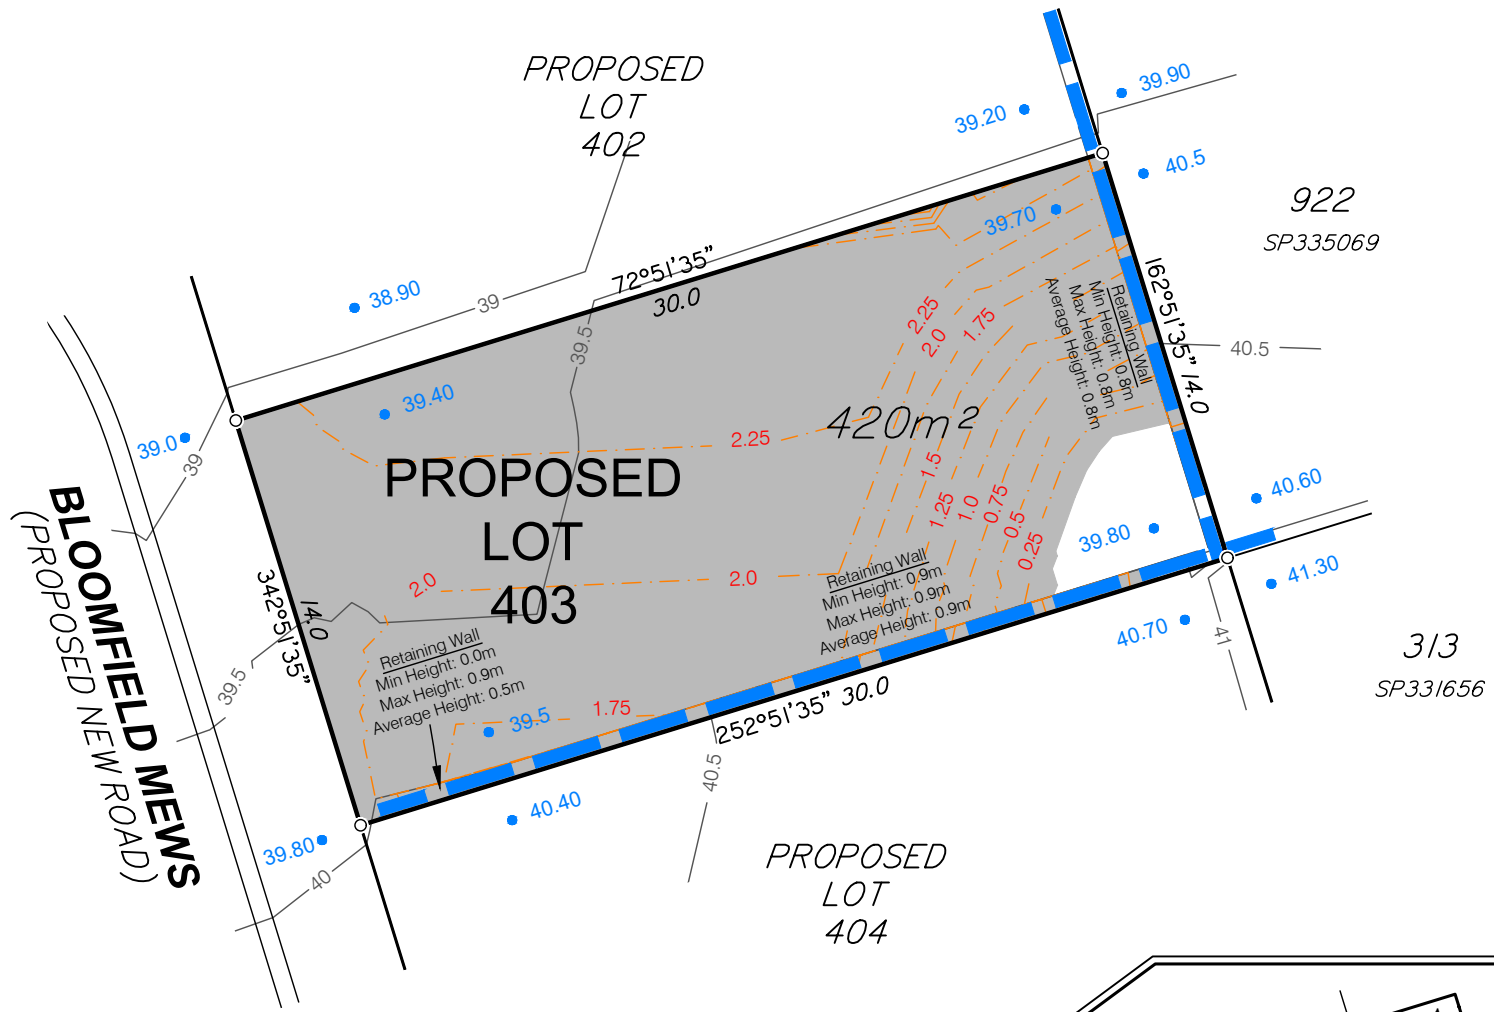 PROPOSED
LOT
402
39.20
39.90
40.5
922
SP335069
39.70
38.90
39
72°51'35"
30.0
39.5
162°51'35" 14.0
40.5
Retaining Wall
Min Height: 0.8m
Max Height: 0.8m
Average Height: 0.8m
2.25
2.0
1.75
39.40
420m²
39.0
39
2.25
PROPOSED
LOT
403
1.5
1.25
1.0
0.75
0.5
0.25
39.80
40.60
41.30
BLOOMFIELD MEWS
(PROPOSED NEW ROAD)
342°51'35"
14.0
2.0
2.0
Retaining Wall
Min Height: 0.9m
Max Height: 0.9m
Average Height: 0.9m
40.70
41
313
SP331656
Retaining Wall
Min Height: 0.0m
Max Height: 0.9m
Average Height: 0.5m
39.5
39.5
1.75
252°51'35" 30.0
40.5
40.40
39.80
40
PROPOSED
LOT
404